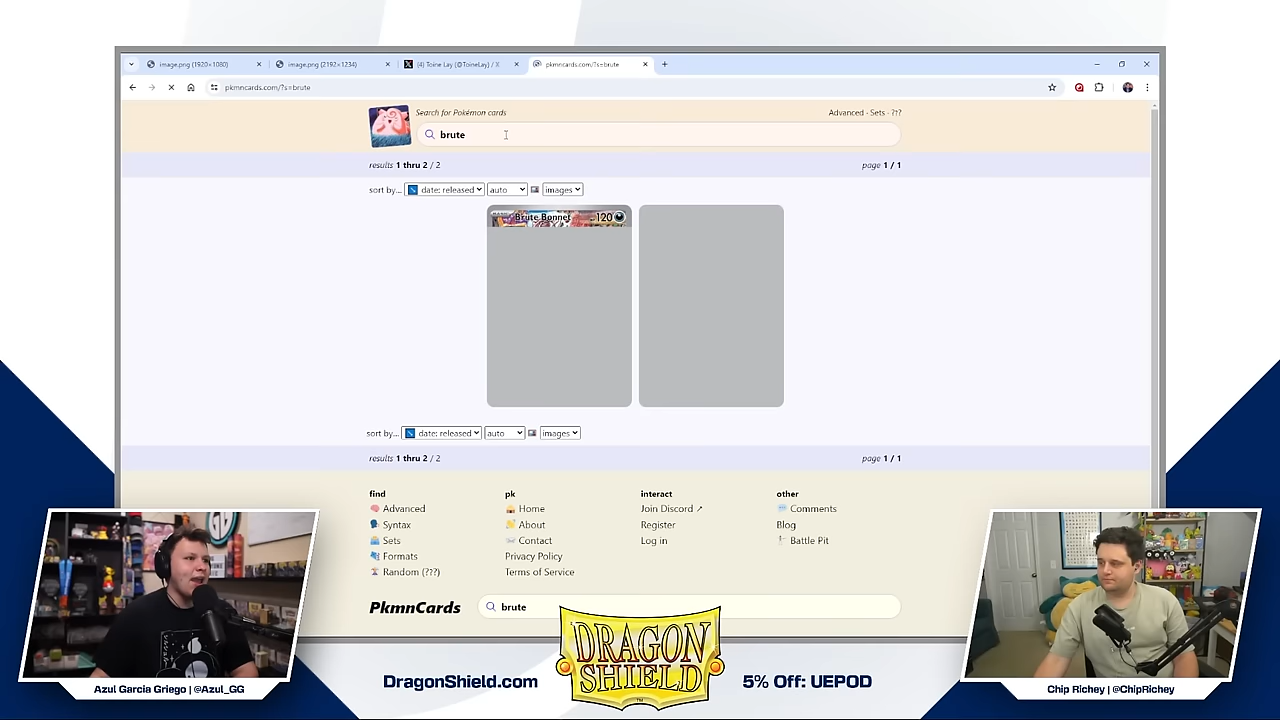 image.png (1920×1080)
image.png (2192×1234)
(4) Toine Lay (@ToineLay) / X
pkmncards.com/?s=brute
pkmncards.com/?s=brute
Search for Pokémon cards
Advanced · Sets · ?†?
brute
results 1 thru 2 / 2
page 1 / 1
sort by...
date: released
auto
images
Brute Bonnet
120
sort by...
date: released
auto
images
results 1 thru 2 / 2
page 1 / 1
find
pk
interact
other
Advanced
Home
Join Discord ↗
Comments
Syntax
About
Register
Blog
Sets
Contact
Log in
Battle Pit
Formats
Privacy Policy
Random (???)
Terms of Service
PkmnCards
brute
DRAGON
SHIELD
DragonShield.com
5% Off: UEPOD
Azul Garcia Griego | @Azul_GG
Chip Richey | @ChipRichey